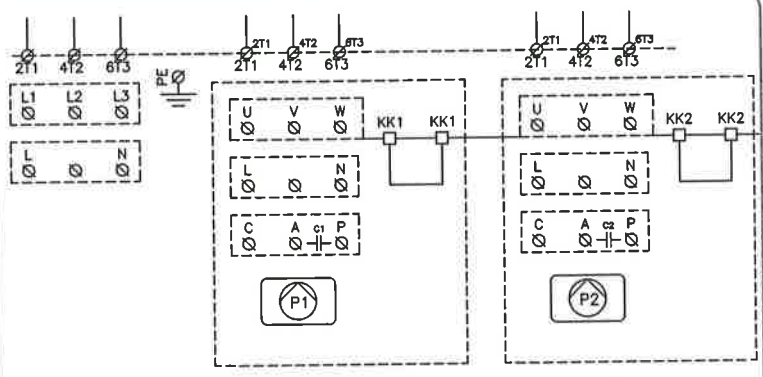 2T1 4T2 6T3 2T1 4T2 6T3
2T1 4T2 6T3 2T1 4T2 6T3 2T1 4T2 6T3
PE
L1 L2 L3
U V W KK1 KK1
U V W KK2 KK2
L N
L N
L N
C A C1 P
C A C2 P
P1
P2